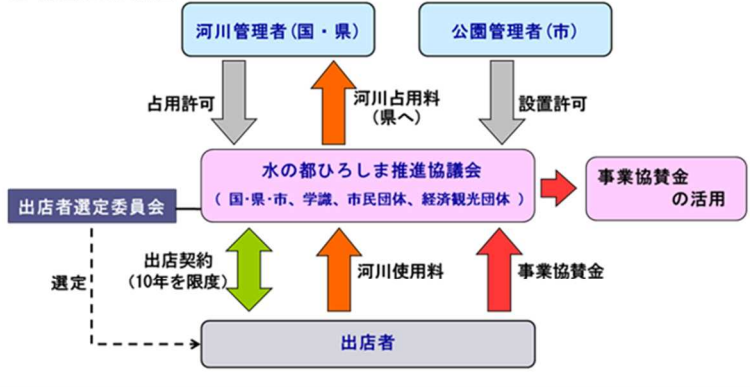 河川管理者(国・県)
公園管理者(市)
占用許可
河川占用料
(県へ)
設置許可
水の都ひろしま推進協議会
( 国・県・市、学識、市民団体、経済観光団体 )
事業協賛金
の活用
出店者選定委員会
出店契約
(10年を限度)
河川使用料
事業協賛金
選定
出店者